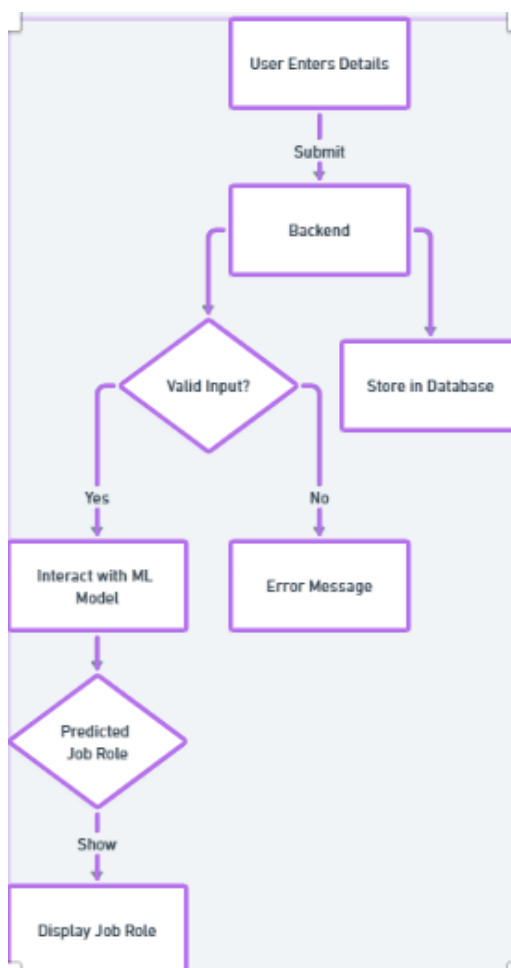 User Enters Details
Submit
Backend
Valid Input?
Store in Database
Yes
No
Interact with ML
Model
Error Message
Predicted
Job Role
Show
Display Job Role